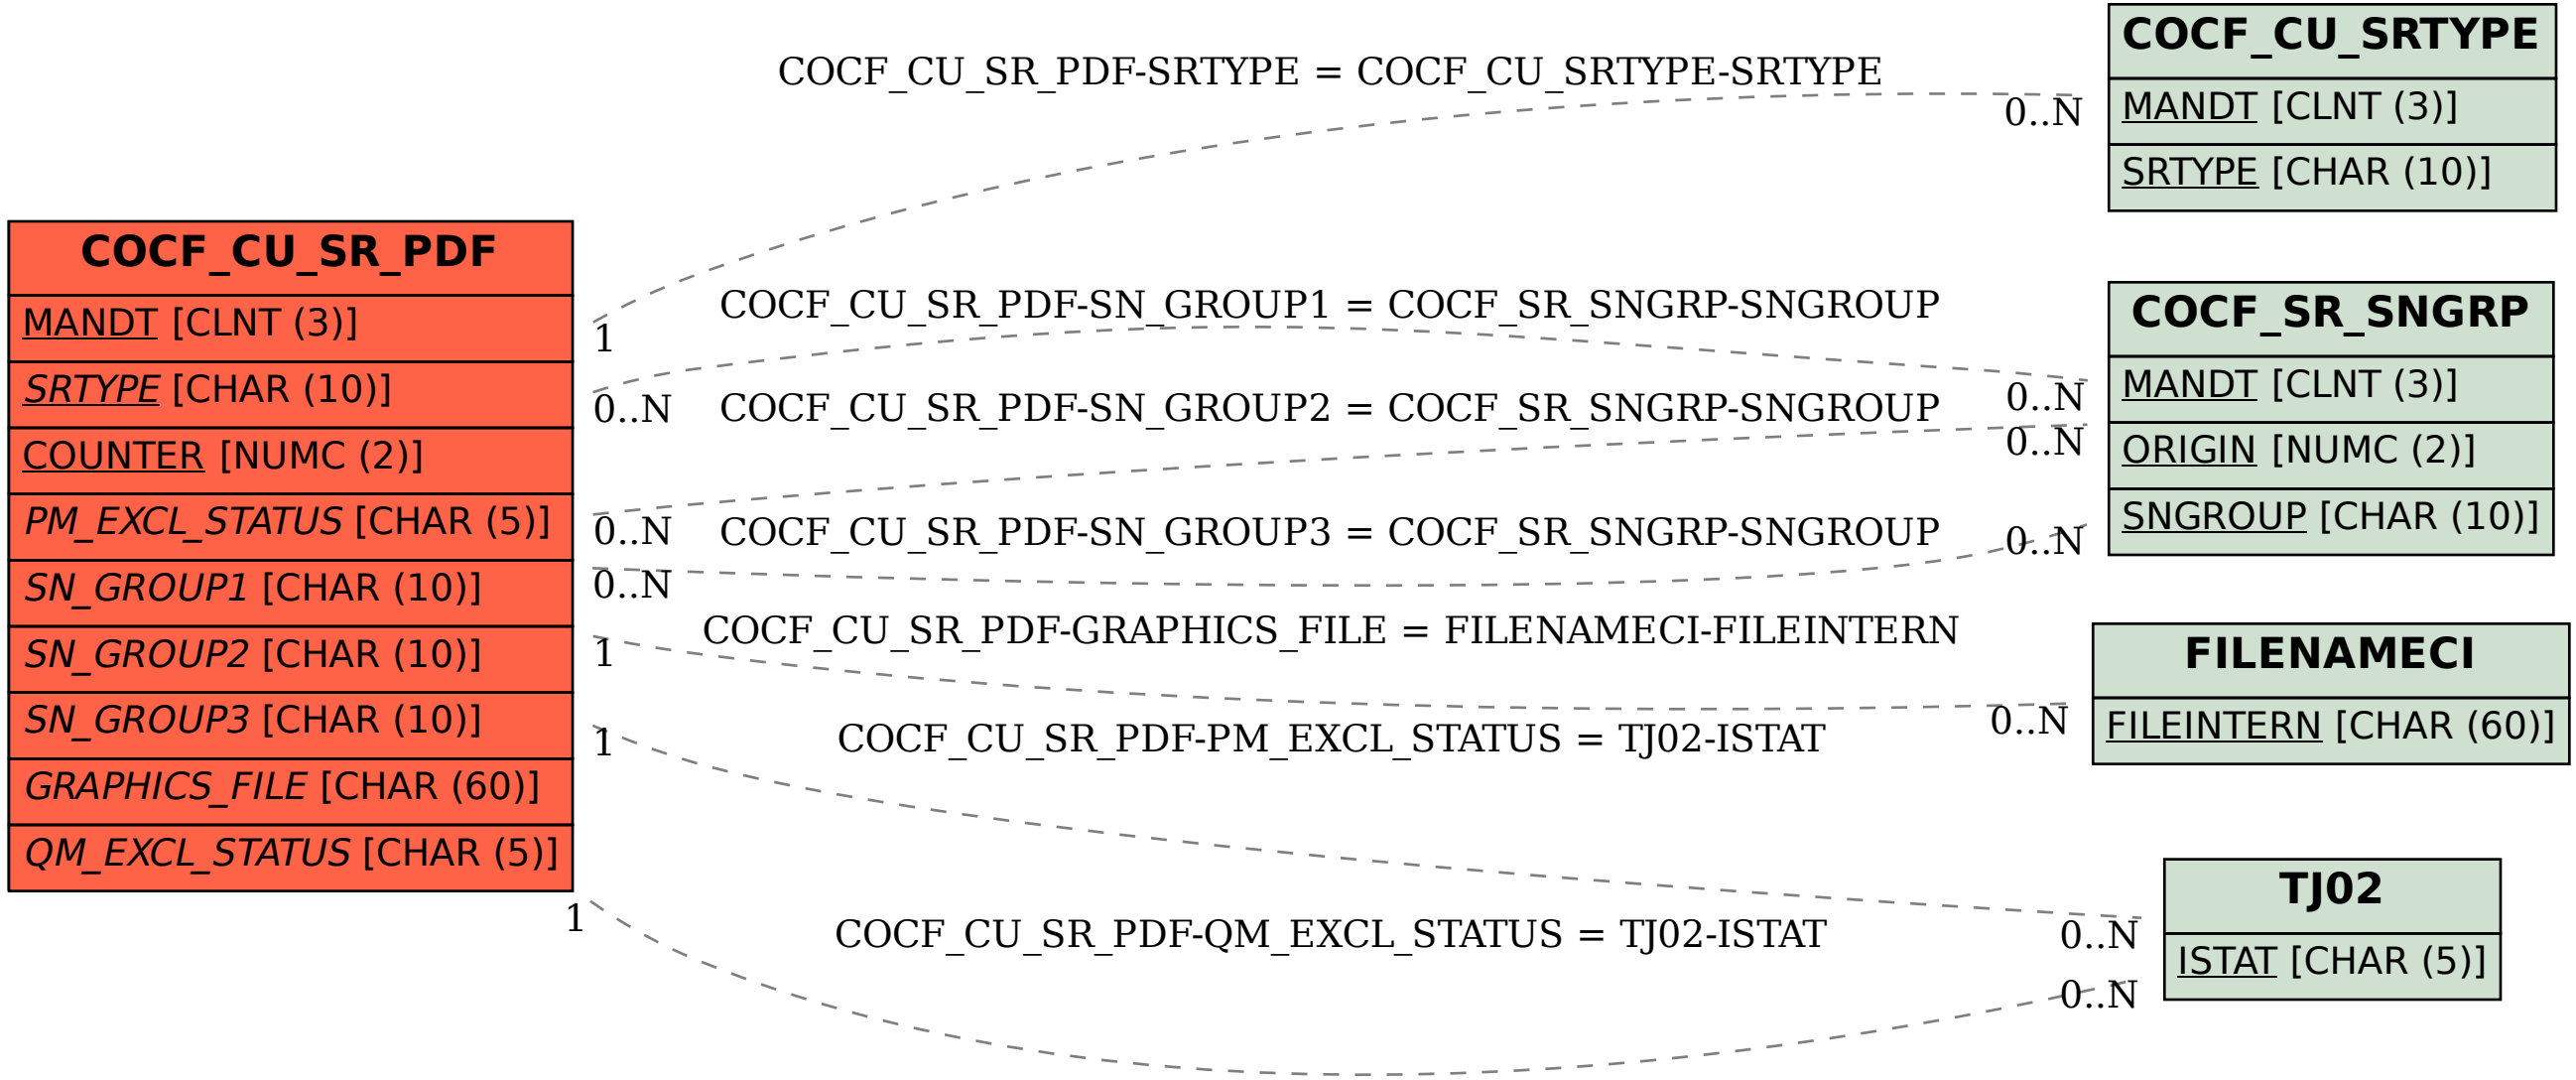 COCF_CU_SR_PDF
MANDT [CLNT (3)]
SRTYPE [CHAR (10)]
COUNTER [NUMC (2)]
PM_EXCL_STATUS [CHAR (5)]
SN_GROUP1 [CHAR (10)]
SN_GROUP2 [CHAR (10)]
SN_GROUP3 [CHAR (10)]
GRAPHICS_FILE [CHAR (60)]
QM_EXCL_STATUS [CHAR (5)]
COCF_CU_SR_PDF-SRTYPE = COCF_CU_SRTYPE-SRTYPE
0..N
1
COCF_CU_SR_PDF-SN_GROUP1 = COCF_SR_SNGRP-SNGROUP
0..N
0..N
COCF_CU_SR_PDF-SN_GROUP2 = COCF_SR_SNGRP-SNGROUP
0..N
0..N
COCF_CU_SR_PDF-SN_GROUP3 = COCF_SR_SNGRP-SNGROUP
0..N
0..N
COCF_CU_SR_PDF-GRAPHICS_FILE = FILENAMECI-FILEINTERN
1
0..N
COCF_CU_SR_PDF-PM_EXCL_STATUS = TJ02-ISTAT
1
0..N
COCF_CU_SR_PDF-QM_EXCL_STATUS = TJ02-ISTAT
1
0..N
COCF_CU_SRTYPE
MANDT [CLNT (3)]
SRTYPE [CHAR (10)]
COCF_SR_SNGRP
MANDT [CLNT (3)]
ORIGIN [NUMC (2)]
SNGROUP [CHAR (10)]
FILENAMECI
FILEINTERN [CHAR (60)]
TJ02
ISTAT [CHAR (5)]